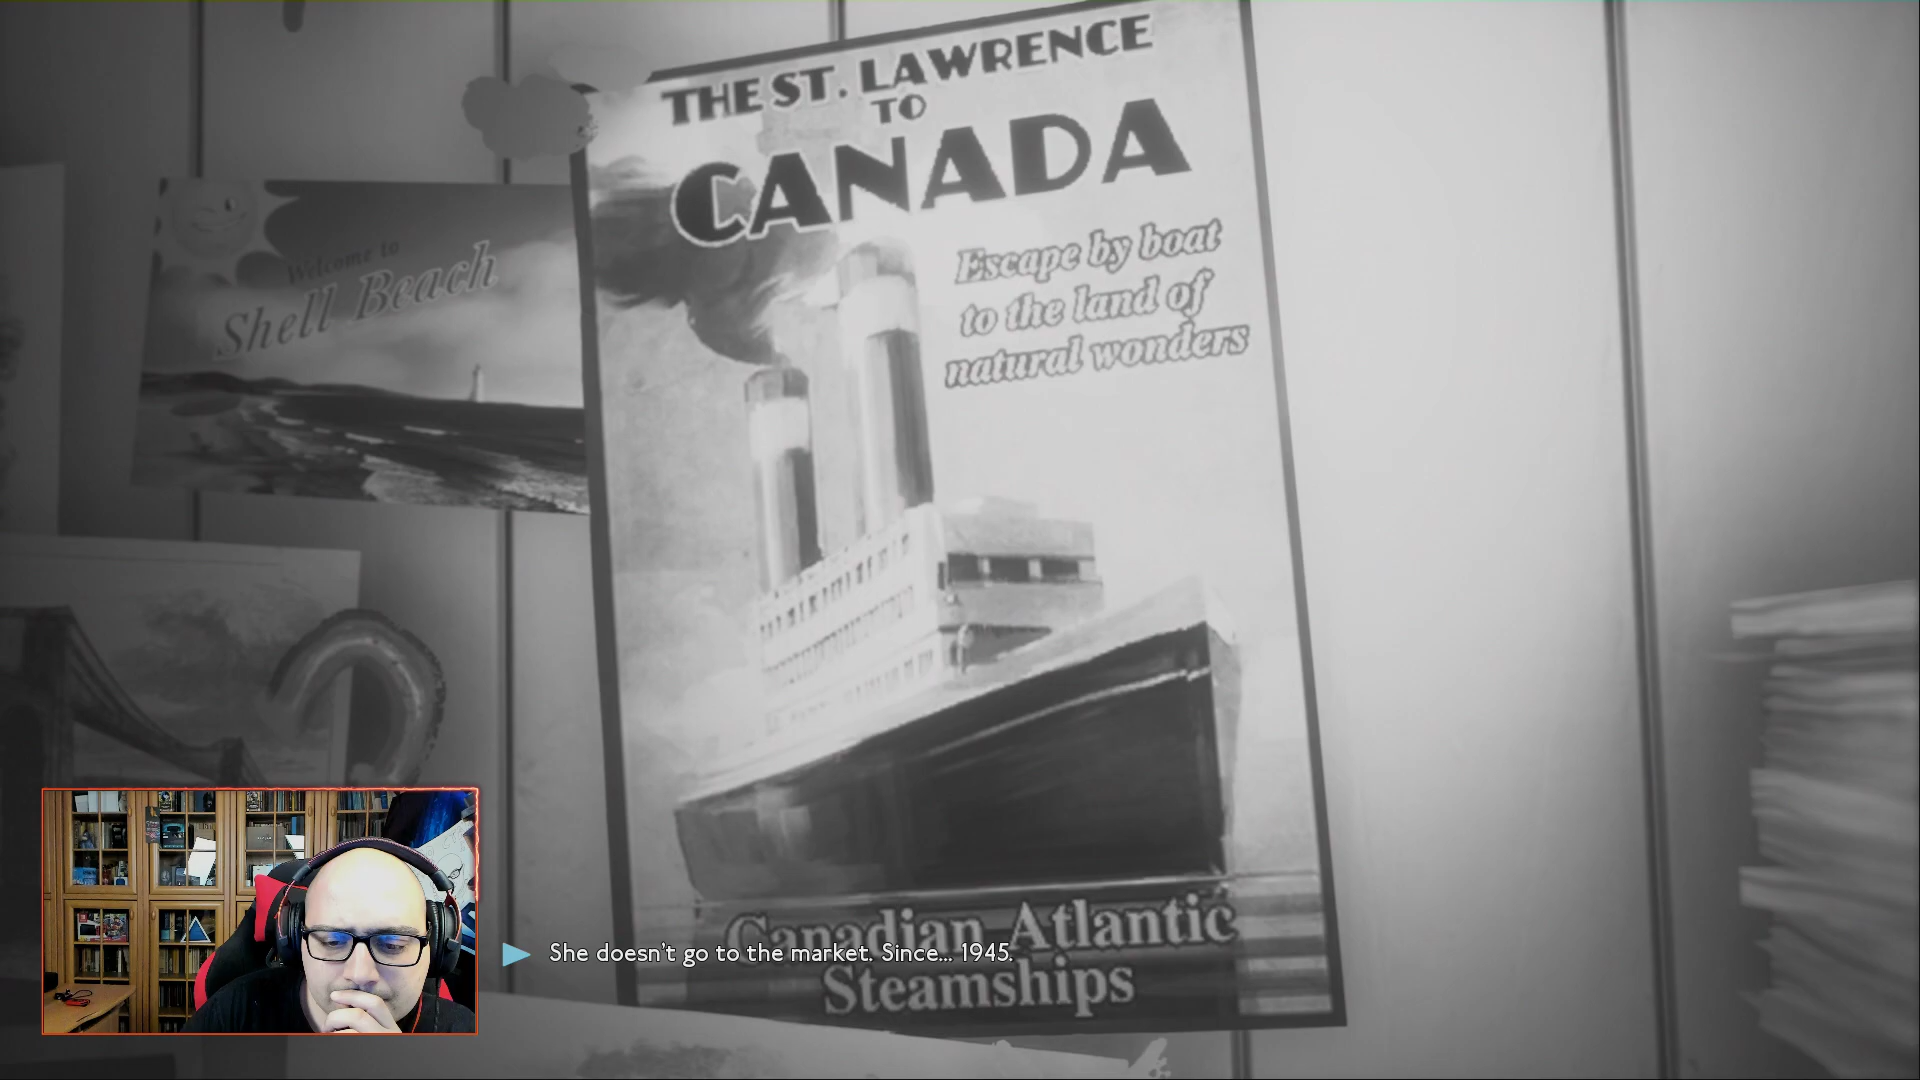 THE ST. LAWRENCE
TO
CANADA
Escape by boat
to the land of
natural wonders
Welcome to
Shell Beach
Canadian Atlantic
Steamships
She doesn't go to the market. Since... 1945.